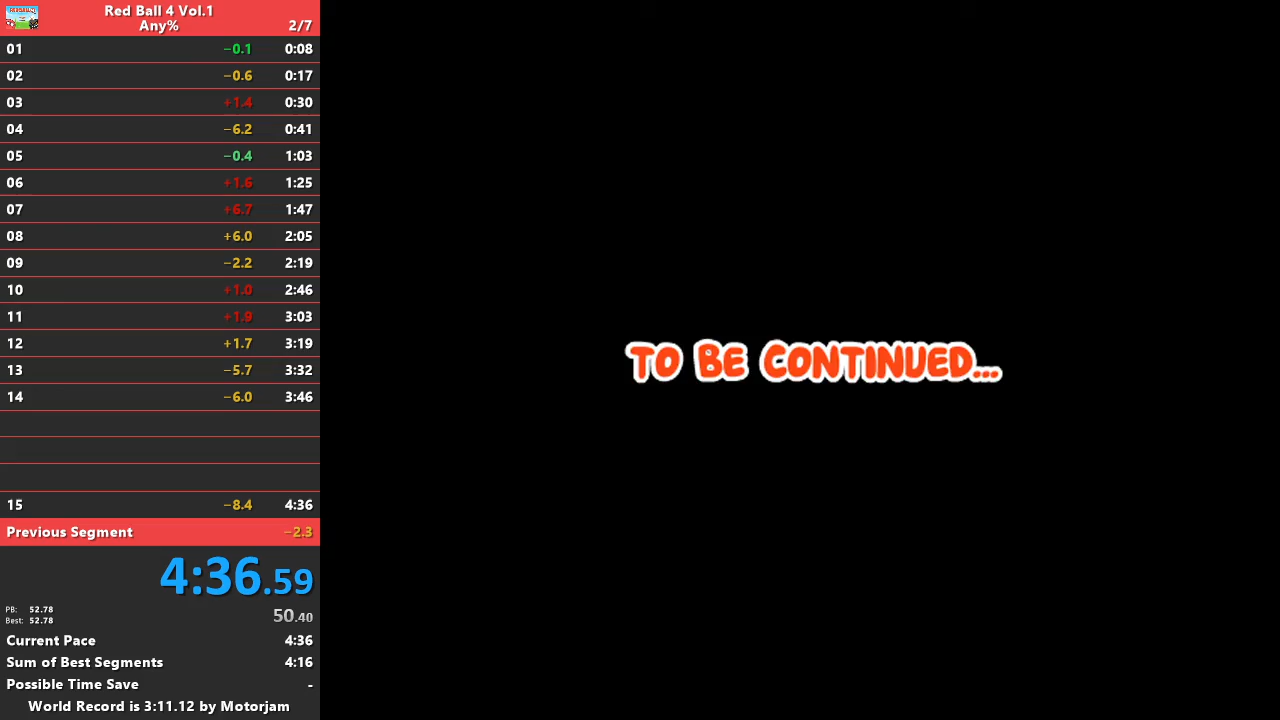 Red Ball 4 Vol.1
Any% 2/7
01 −0.1 0:08
02 −0.6 0:17
03 +1.4 0:30
04 −6.2 0:41
05 −0.4 1:03
06 +1.6 1:25
07 +6.7 1:47
08 +6.0 2:05
09 −2.2 2:19
10 +1.0 2:46
11 +1.9 3:03
12 +1.7 3:19
13 −5.7 3:32
14 −6.0 3:46
15 −8.4 4:36
Previous Segment −2.3
4:36.59
PB: 52.78
Best: 52.78
50.40
Current Pace 4:36
Sum of Best Segments 4:16
Possible Time Save -
World Record is 3:11.12 by Motorjam
TO BE CONTINUED...